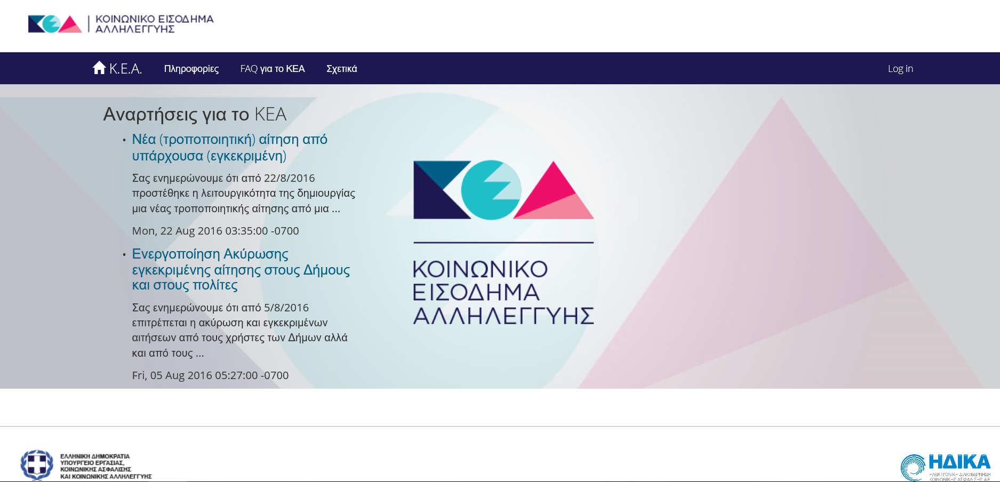 ΚΟΙΝΩΝΙΚΟ ΕΙΣΟΔΗΜΑ
ΑΛΛΗΛΕΓΓΥΗΣ
Κ.Ε.Α.
Πληροφορίες
FAQ για το ΚΕΑ
Σχετικά
Log in
Αναρτήσεις για το ΚΕΑ
• Νέα (τροποποιητική) αίτηση από
υπάρχουσα (εγκεκριμένη)
Σας ενημερώνουμε ότι από 22/8/2016
προστέθηκε η λειτουργικότητα της δημιουργίας
μια νέας τροποποιητικής αίτησης από μια ...
Mon, 22 Aug 2016 03:35:00 -0700
• Ενεργοποίηση Ακύρωσης
εγκεκριμένης αίτησης στους Δήμους
και στους πολίτες
Σας ενημερώνουμε ότι από 5/8/2016
επιτρέπεται η ακύρωση και εγκεκριμένων
αιτήσεων από τους χρήστες των Δήμων αλλά
και από τους ...
Fri, 05 Aug 2016 05:27:00 -0700
ΚΕΑ
ΚΟΙΝΩΝΙΚΟ
ΕΙΣΟΔΗΜΑ
ΑΛΛΗΛΕΓΓΥΗΣ
ΕΛΛΗΝΙΚΗ ΔΗΜΟΚΡΑΤΙΑ
ΥΠΟΥΡΓΕΙΟ ΕΡΓΑΣΙΑΣ,
ΚΟΙΝΩΝΙΚΗΣ ΑΣΦΑΛΙΣΗΣ
ΚΑΙ ΚΟΙΝΩΝΙΚΗΣ ΑΛΛΗΛΕΓΓΥΗΣ
ΗΔΙΚΑ
ΗΛΕΚΤΡΟΝΙΚΗ ΔΙΑΚΥΒΕΡΝΗΣΗ
ΚΟΙΝΩΝΙΚΗΣ ΑΣΦΑΛΙΣΗΣ Α.Ε.